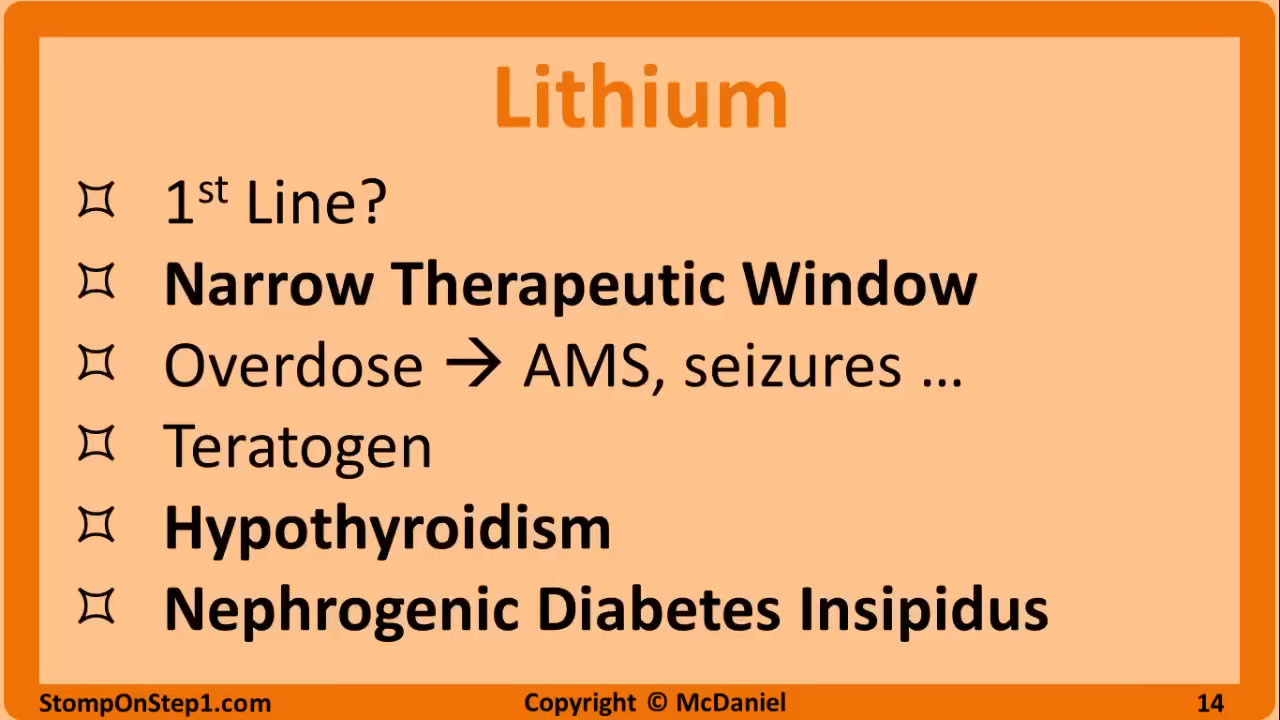 Lithium
1st Line?
Narrow Therapeutic Window
Overdose → AMS, seizures ...
Teratogen
Hypothyroidism
Nephrogenic Diabetes Insipidus
StompOnStep1.com Copyright © McDaniel 14